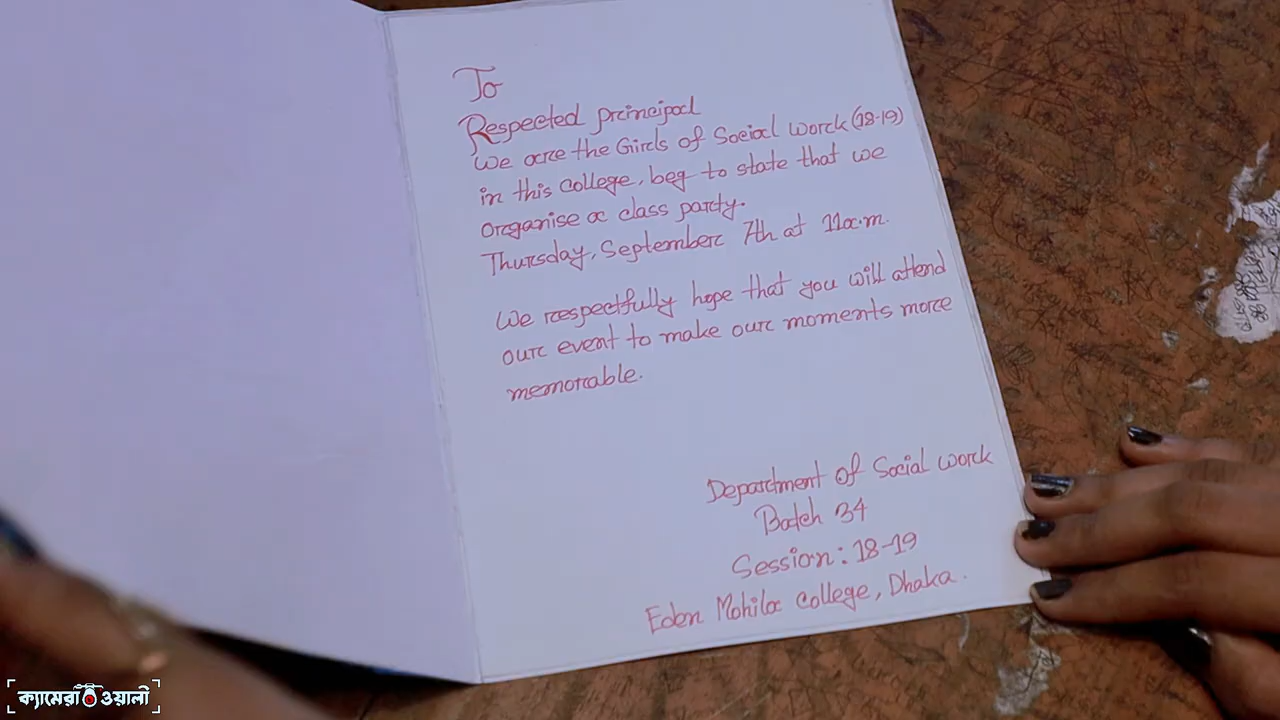 To
Respected principal
We are the Girls of Social Work (18-19)
in this College, beg to state that we
organise a class party.
Thursday, September 7th at 11a.m.
We respectfully hope that you will attend
our event to make our moments more
memorable.
Department of Social Work
Batch 34
Session: 18-19
Eden Mohila College, Dhaka.
ক্যামেরা ওয়ালী